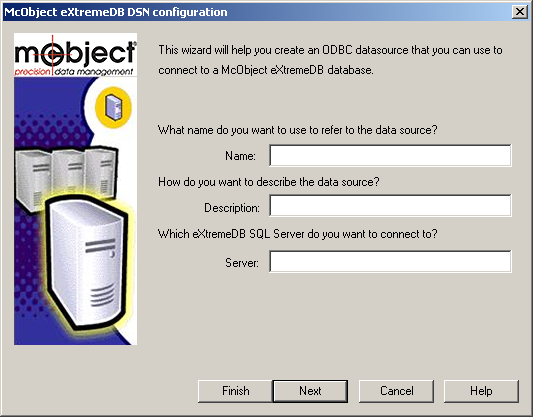 McObject eXtremeDB DSN configuration
mcobject®
precision data management
This wizard will help you create an ODBC datasource that you can use to
connect to a McObject eXtremeDB database.
What name do you want to use to refer to the data source?
Name:
How do you want to describe the data source?
Description:
Which eXtremeDB SQL Server do you want to connect to?
Server:
Finish
Next
Cancel
Help